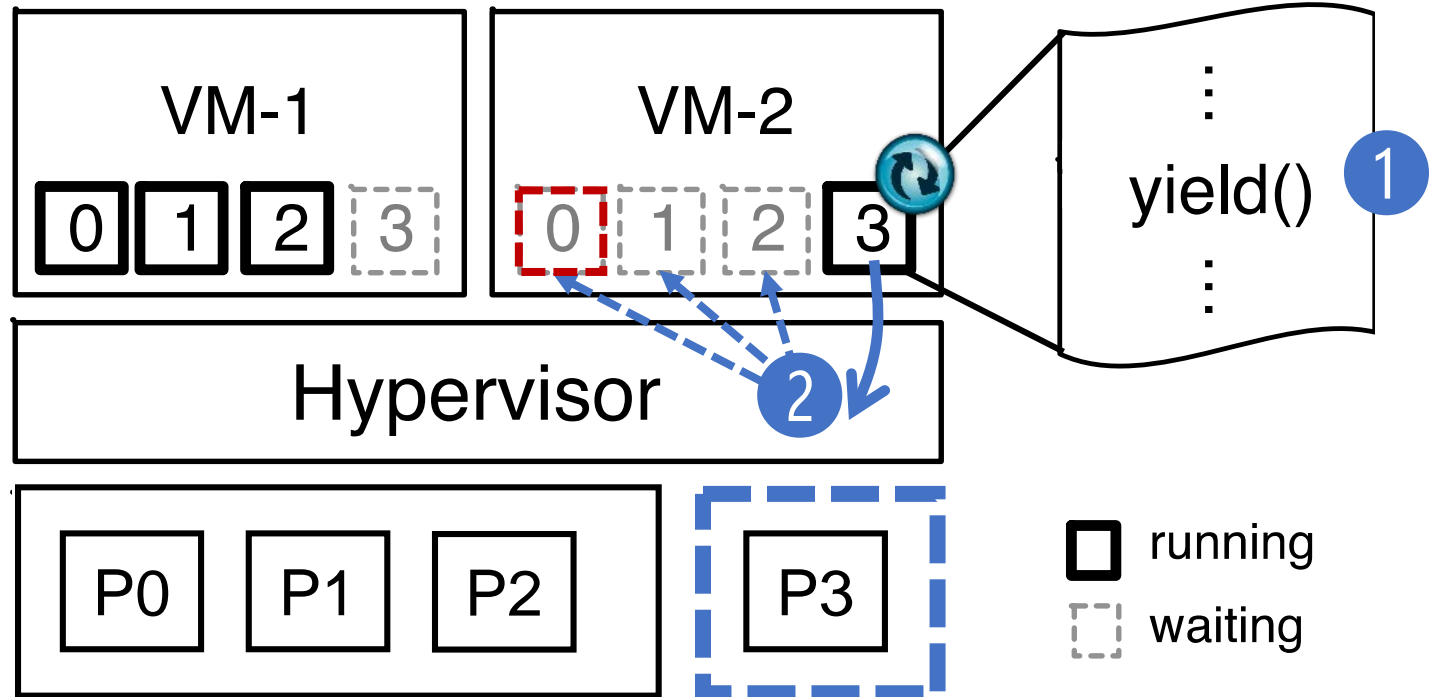 VM-1
0 1 2 3
VM-2
0 1 2 3
⋮
yield()
⋮
1
Hypervisor
2
P0 P1 P2
P3
running
waiting